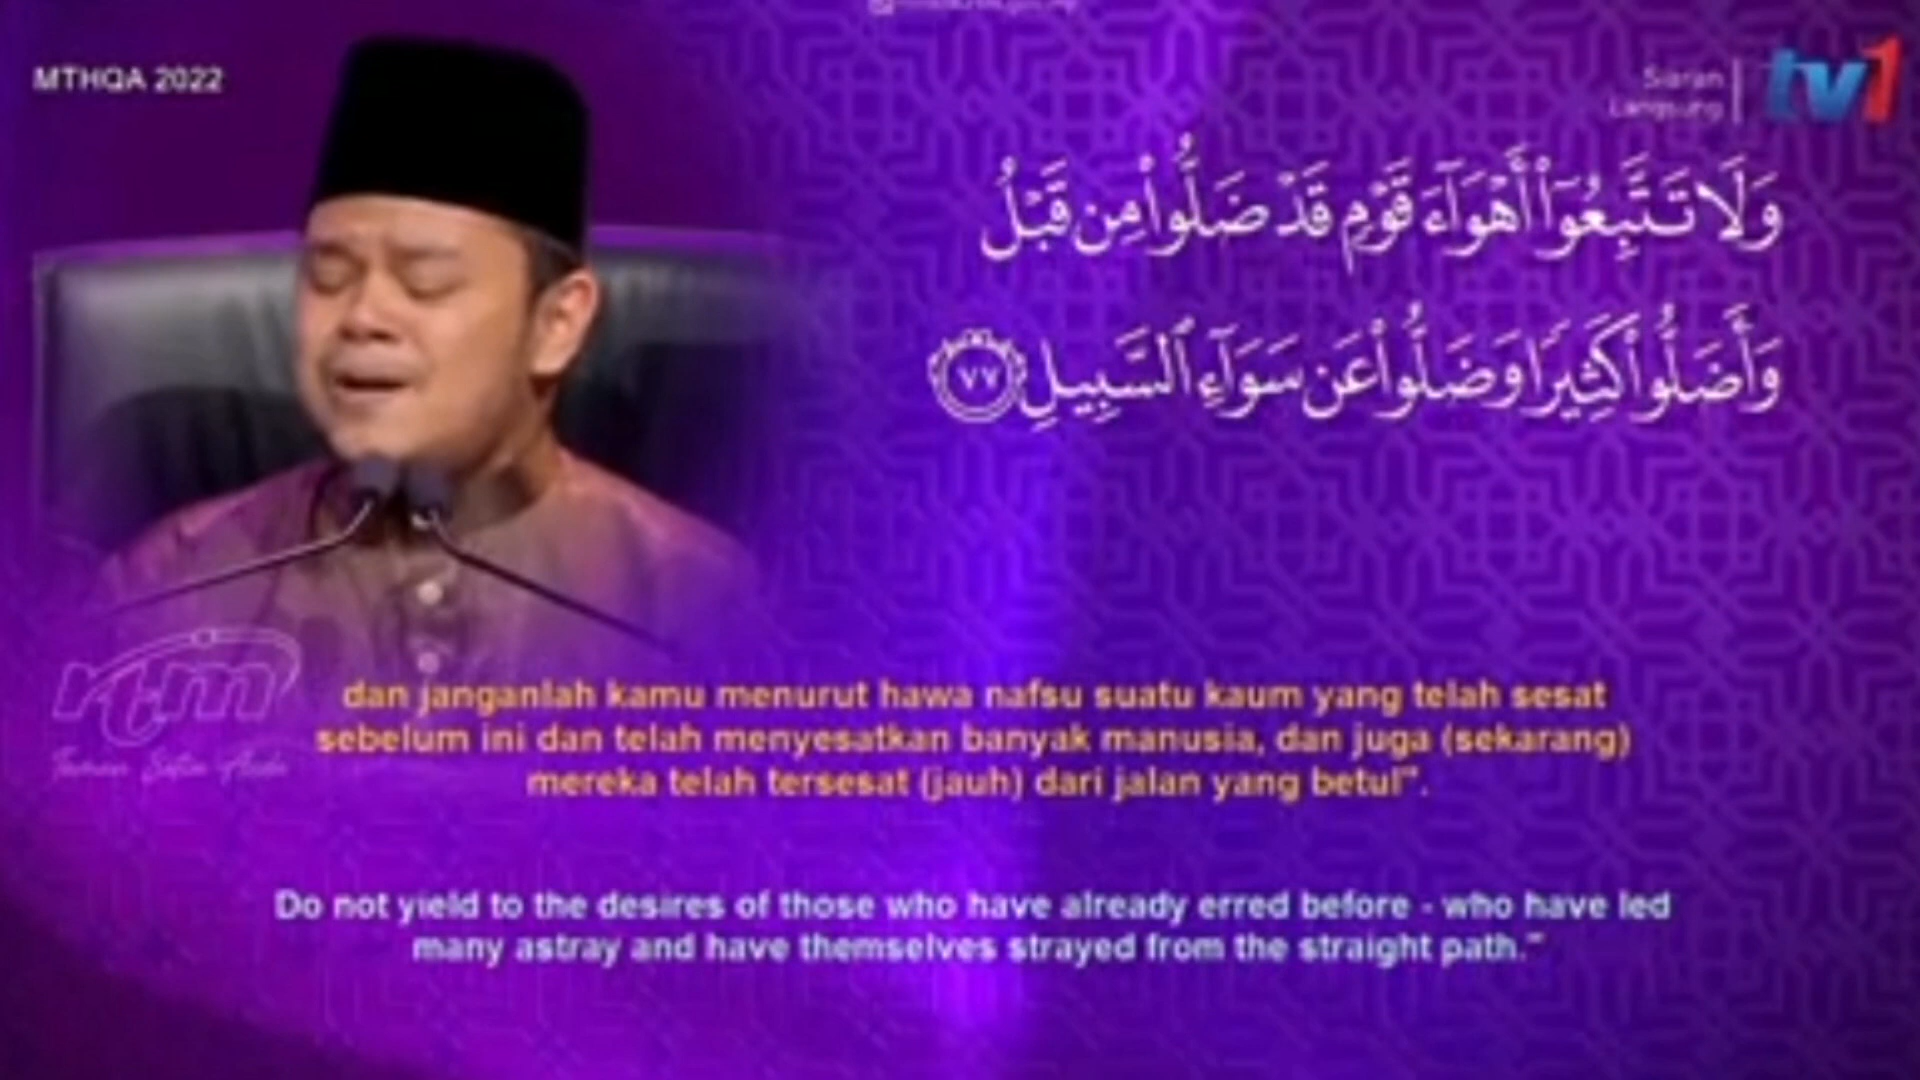 MTHQA 2022
Siaran
Langsung
tv1
وَلَا تَتَّبِعُوٓا۟ أَهْوَآءَ قَوْمٍ قَدْ ضَلُّوا۟ مِن قَبْلُ
وَأَضَلُّوا۟ كَثِيرًا وَضَلُّوا۟ عَن سَوَآءِ ٱلسَّبِيلِ ٧٧
rtm
Teman Setia Anda
dan janganlah kamu menurut hawa nafsu suatu kaum yang telah sesat
sebelum ini dan telah menyesatkan banyak manusia, dan juga (sekarang)
mereka telah tersesat (jauh) dari jalan yang betul".
Do not yield to the desires of those who have already erred before - who have led
many astray and have themselves strayed from the straight path."